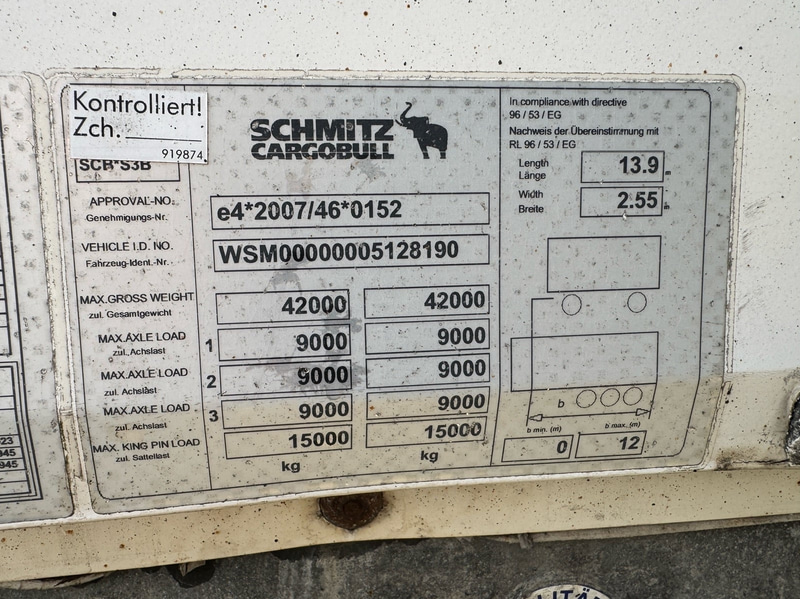 Kontrolliert!
Zch.
919874
SCB*S3B
SCHMITZ
CARGOBULL
APPROVAL-NO.
Genehmigungs-Nr.
e4*2007/46*0152
VEHICLE I.D. NO.
Fahrzeug-Ident.-Nr.
WSM00000005128190
MAX.GROSS WEIGHT
zul. Gesamtgewicht
42000 42000
MAX.AXLE LOAD
zul. Achslast
1 9000 9000
MAX.AXLE LOAD
zul. Achslast
2 9000 9000
MAX.AXLE LOAD
zul. Achslast
3 9000 9000
MAX. KING PIN LOAD
zul. Sattellast
15000 15000
kg kg
In compliance with directive
96 / 53 / EG
Nachweis der Übereinstimmung mit
RL 96 / 53 / EG
Length
Länge
13.9 m
Width
Breite
2.55 m
b
b min. (m) b max. (m)
0 12
23
945
945